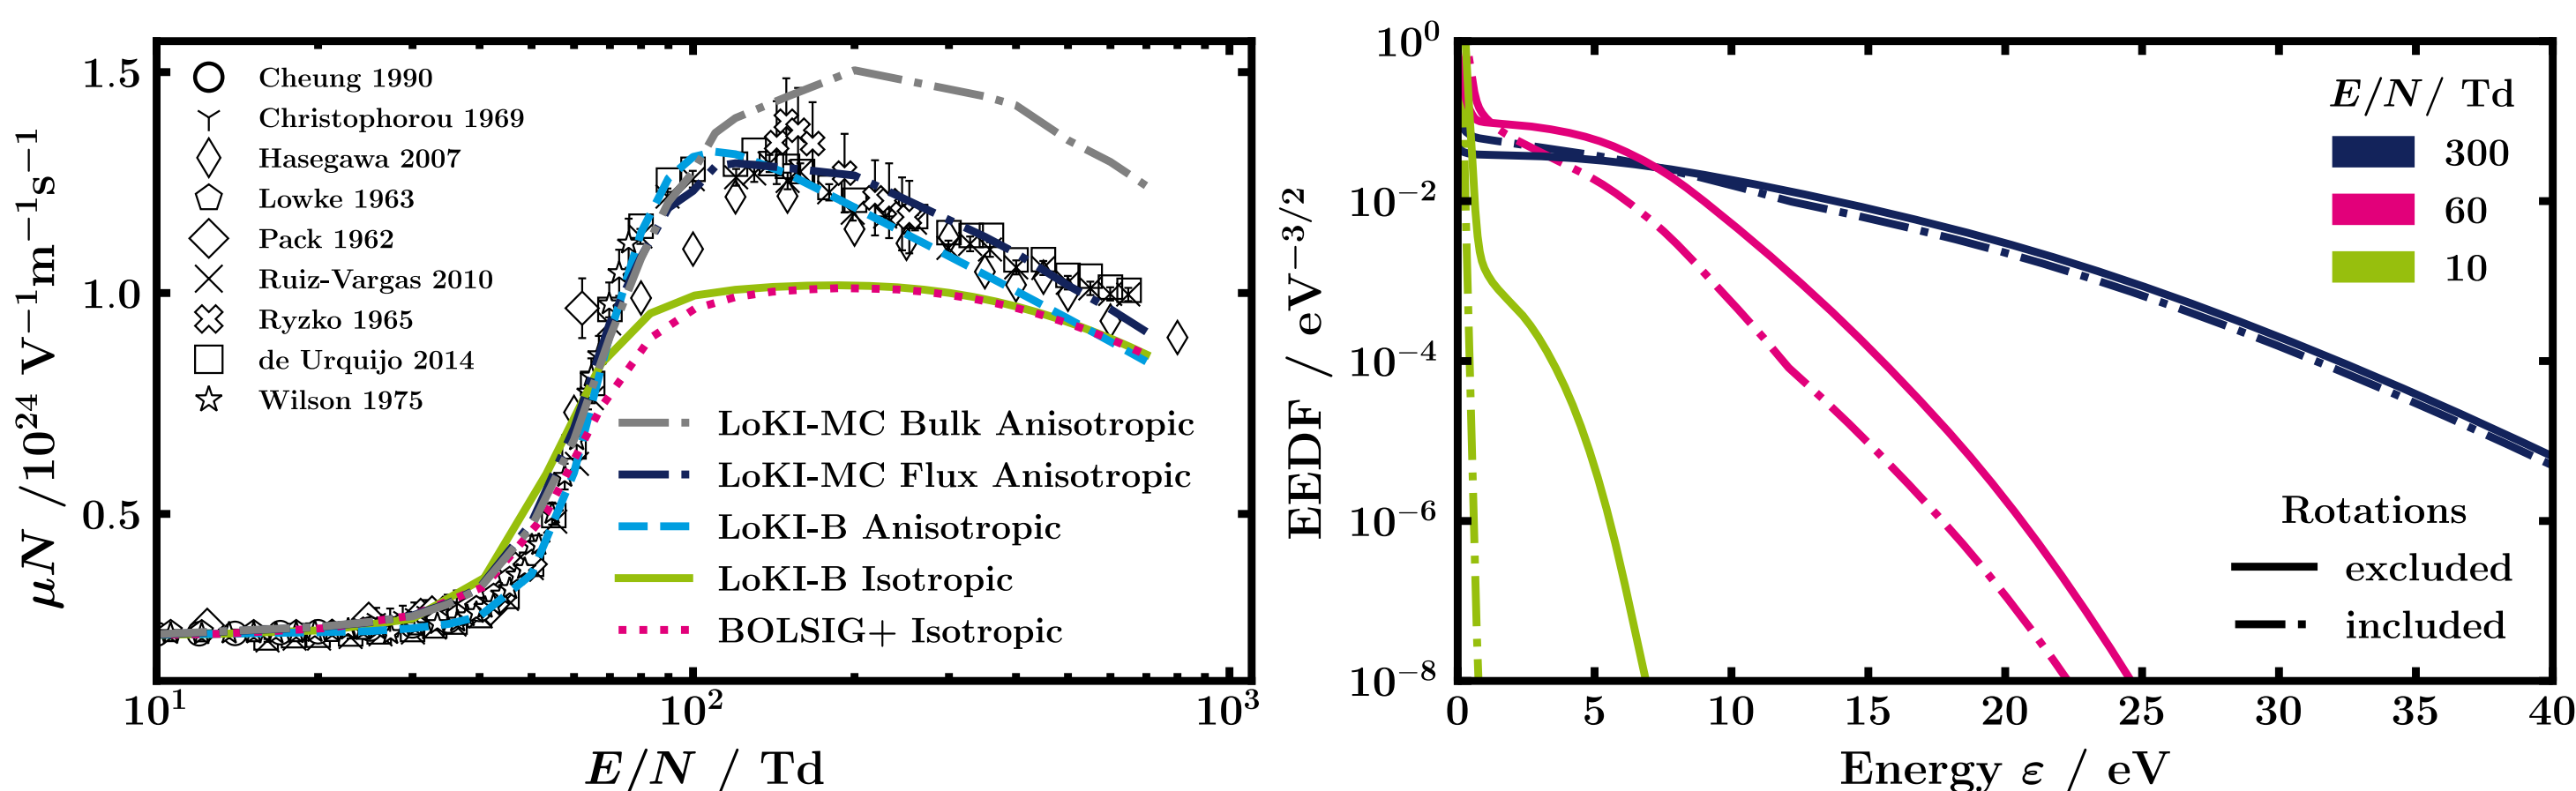 1.5
1.0
0.5
μN /10²⁴ V⁻¹m⁻¹s⁻¹
Cheung 1990
Christophorou 1969
Hasegawa 2007
Lowke 1963
Pack 1962
Ruiz-Vargas 2010
Ryzko 1965
de Urquijo 2014
Wilson 1975
LoKI-MC Bulk Anisotropic
LoKI-MC Flux Anisotropic
LoKI-B Anisotropic
LoKI-B Isotropic
BOLSIG+ Isotropic
10¹ 10² 10³
E/N / Td
10⁰
10⁻²
10⁻⁴
10⁻⁶
10⁻⁸
EEDF / eV⁻³/²
E/N/ Td
300
60
10
Rotations
excluded
included
0 5 10 15 20 25 30 35 40
Energy ε / eV